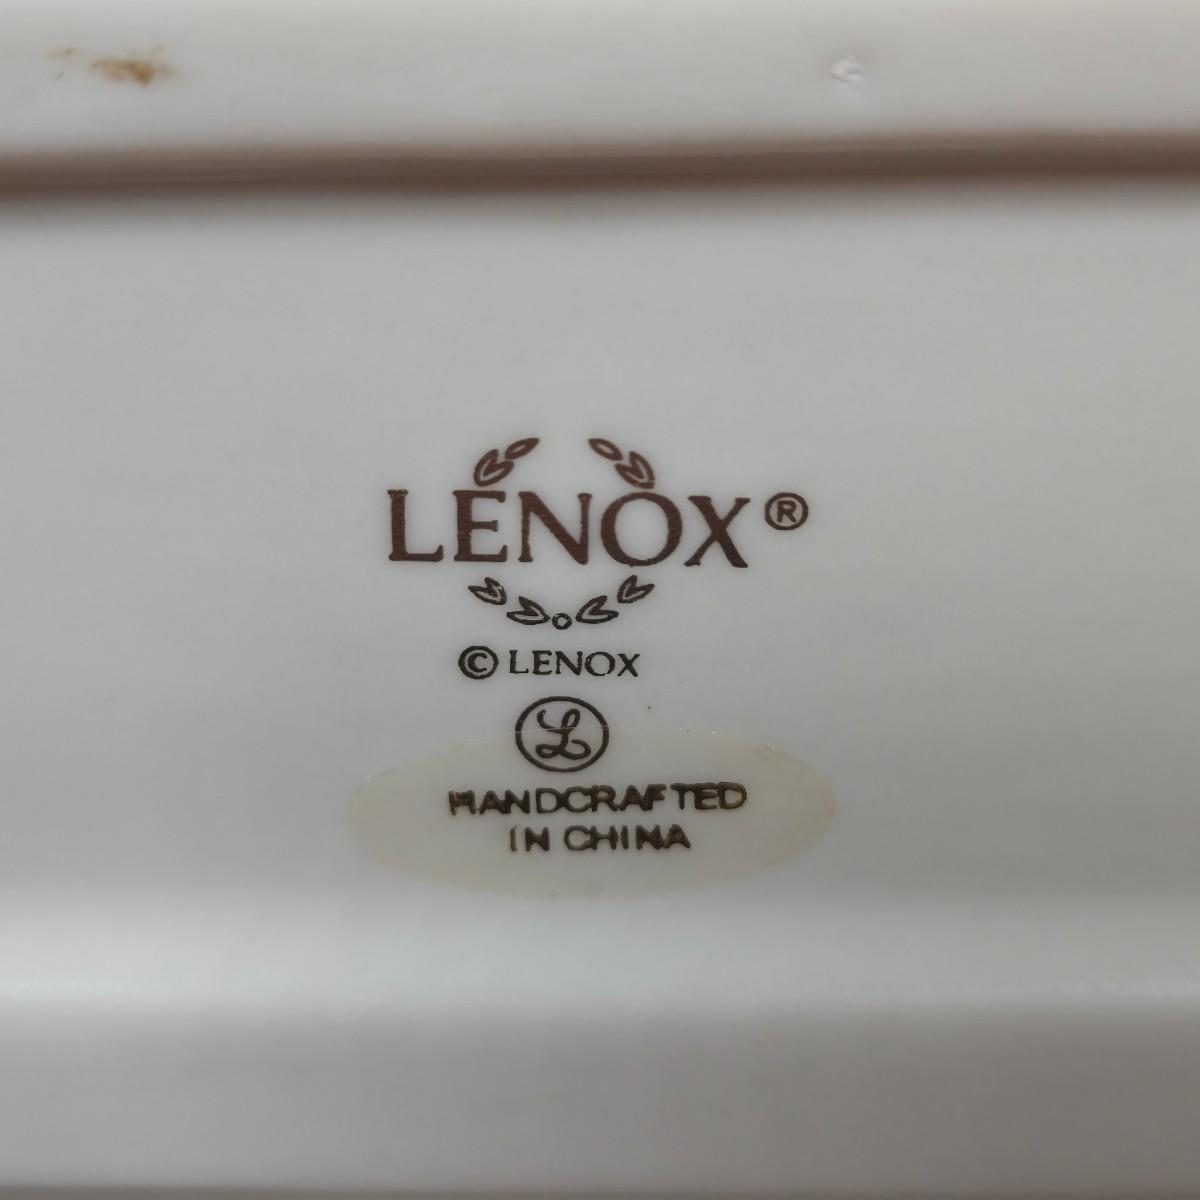 LENOX®
© LENOX
L
HANDCRAFTED
IN CHINA